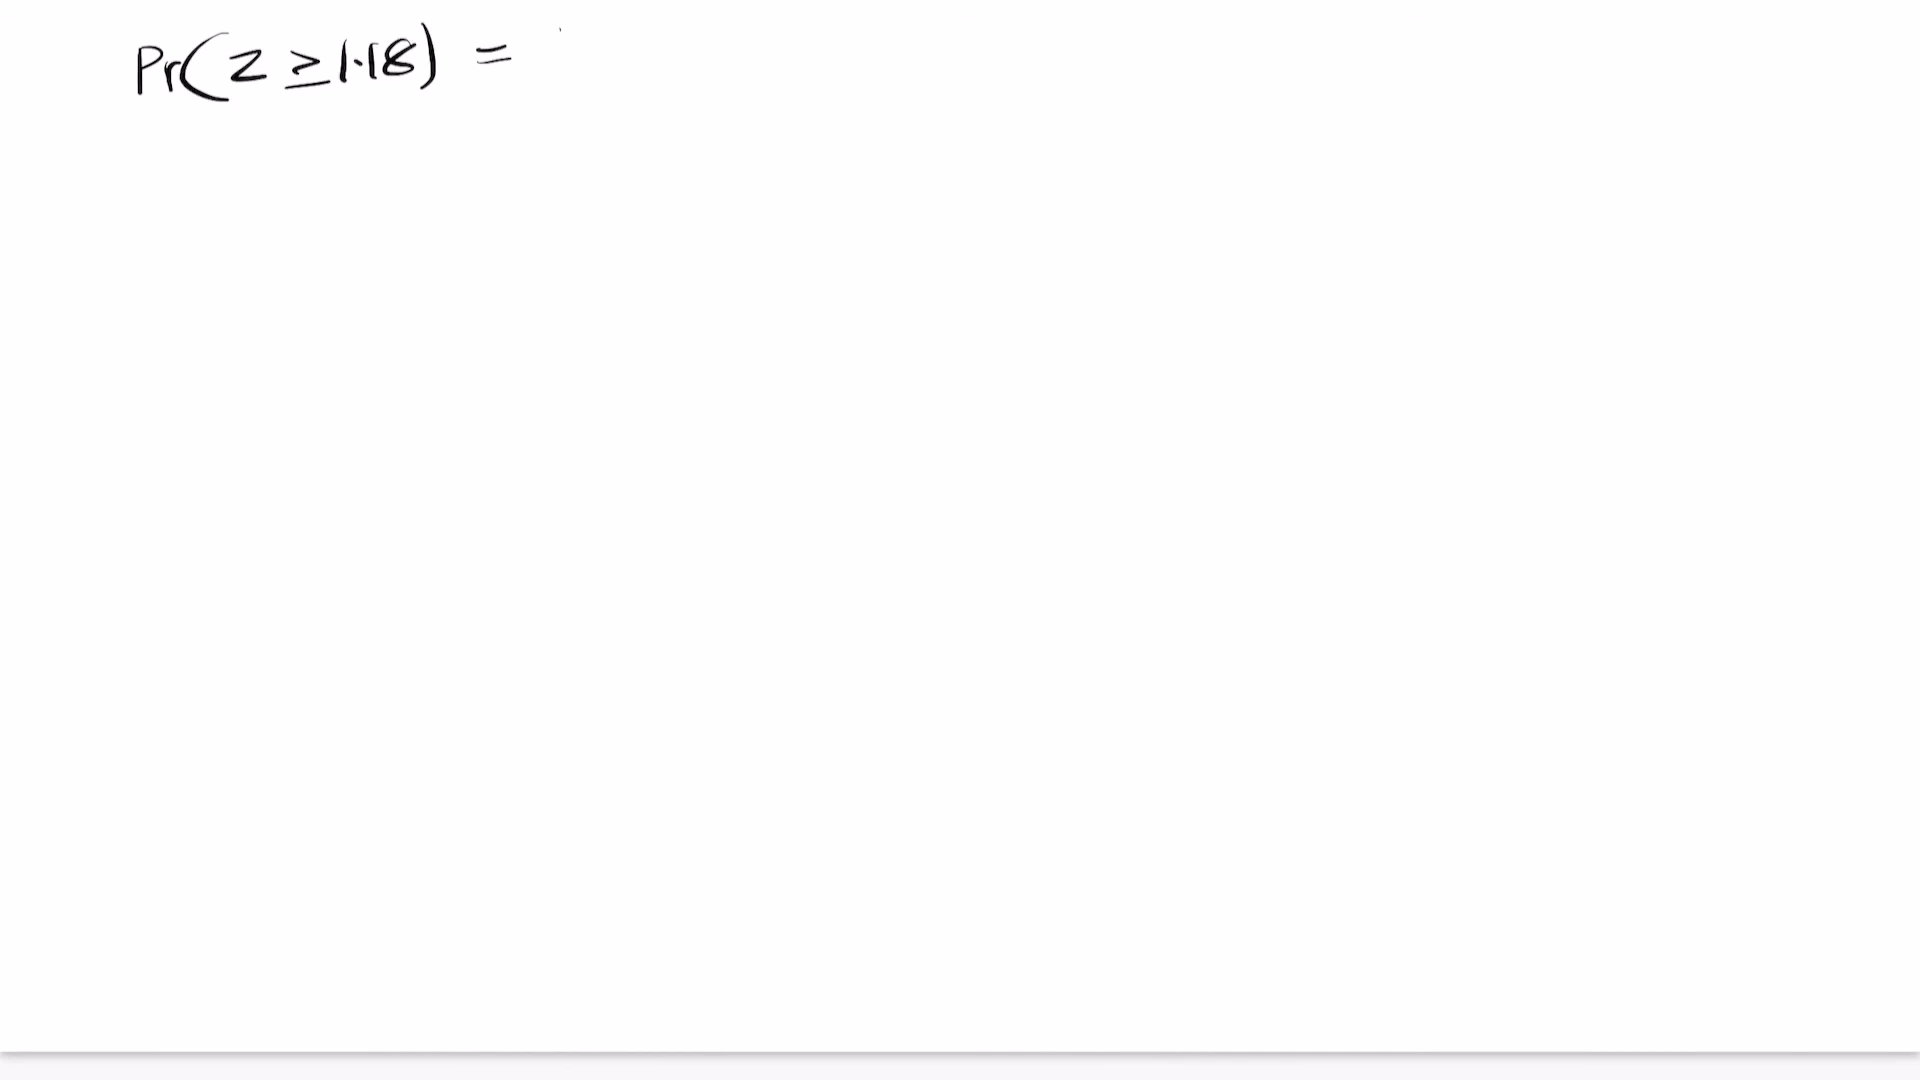 Pr(Z ≥ 1·18) =